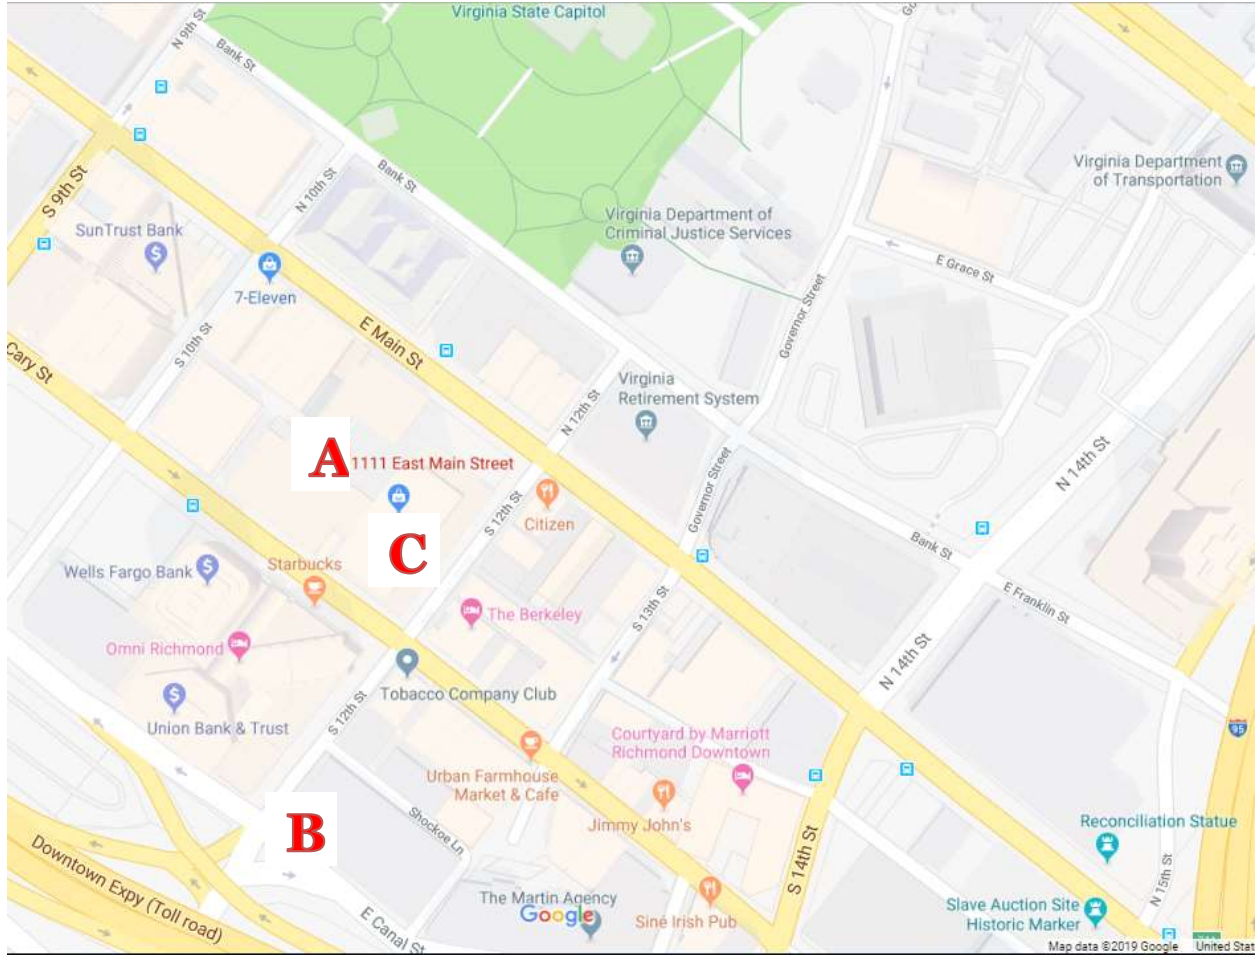 Virginia State Capitol
Go
N 9th St
Bank St
Virginia Department
of Transportation
Bank St
S 9th St
N 10th St
Virginia Department of
Criminal Justice Services
SunTrust Bank
E Grace St
7-Eleven
Governor Street
E Main St
S 10th St
Cary St
Virginia
Retirement System
N 12th St
A
1111 East Main Street
N 14th St
Governor Street
S 12th St
Citizen
C
Bank St
Wells Fargo Bank
Starbucks
E Franklin St
The Berkeley
S 13th St
Omni Richmond
N 14th St
Tobacco Company Club
S 12th St
Union Bank & Trust
95
Courtyard by Marriott
Richmond Downtown
Urban Farmhouse
Market & Cafe
B
Shockoe Ln
Jimmy John's
Reconciliation Statue
Downtown Expy (Toll road)
S 14th St
N 15th St
The Martin Agency
Google
Siné Irish Pub
Slave Auction Site
Historic Marker
E Canal St
Map data ©2019 Google
United Stat